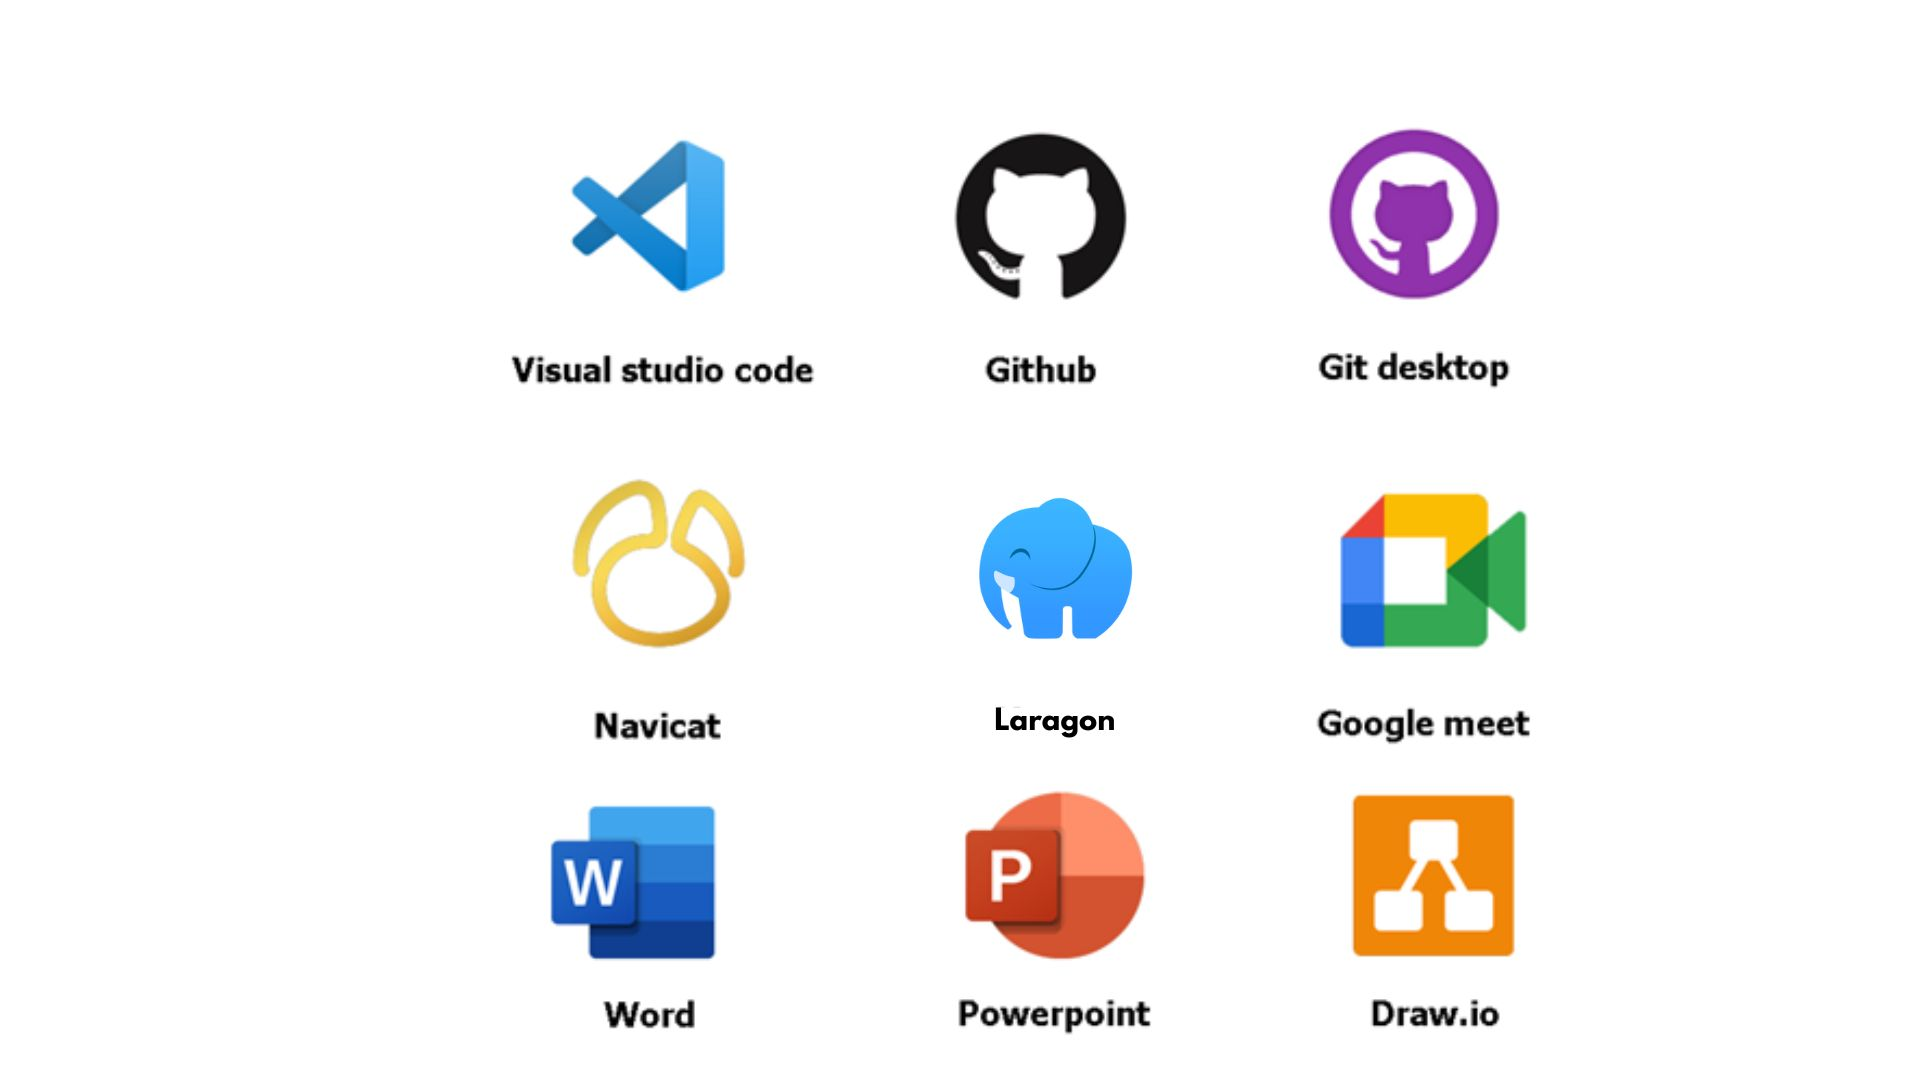 Visual studio code
Github
Git desktop
Navicat
Laragon
Google meet
W
P
Word
Powerpoint
Draw.io